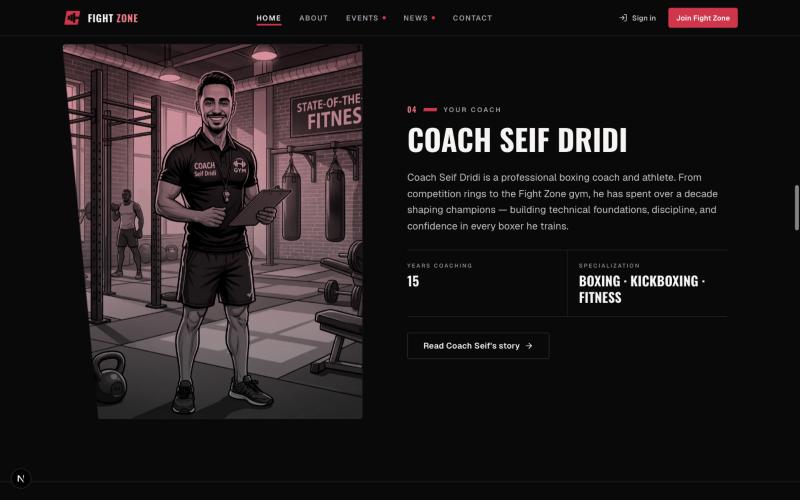 FIGHT ZONE
HOME
ABOUT
EVENTS
NEWS
CONTACT
Sign in
Join Fight Zone
STATE-OF-THE-
FITNES
COACH
Seif Dridi
GYM
04 YOUR COACH
COACH SEIF DRIDI
Coach Seif Dridi is a professional boxing coach and athlete. From
competition rings to the Fight Zone gym, he has spent over a decade
shaping champions — building technical foundations, discipline, and
confidence in every boxer he trains.
YEARS COACHING
15
SPECIALIZATION
BOXING · KICKBOXING ·
FITNESS
Read Coach Seif's story →
N